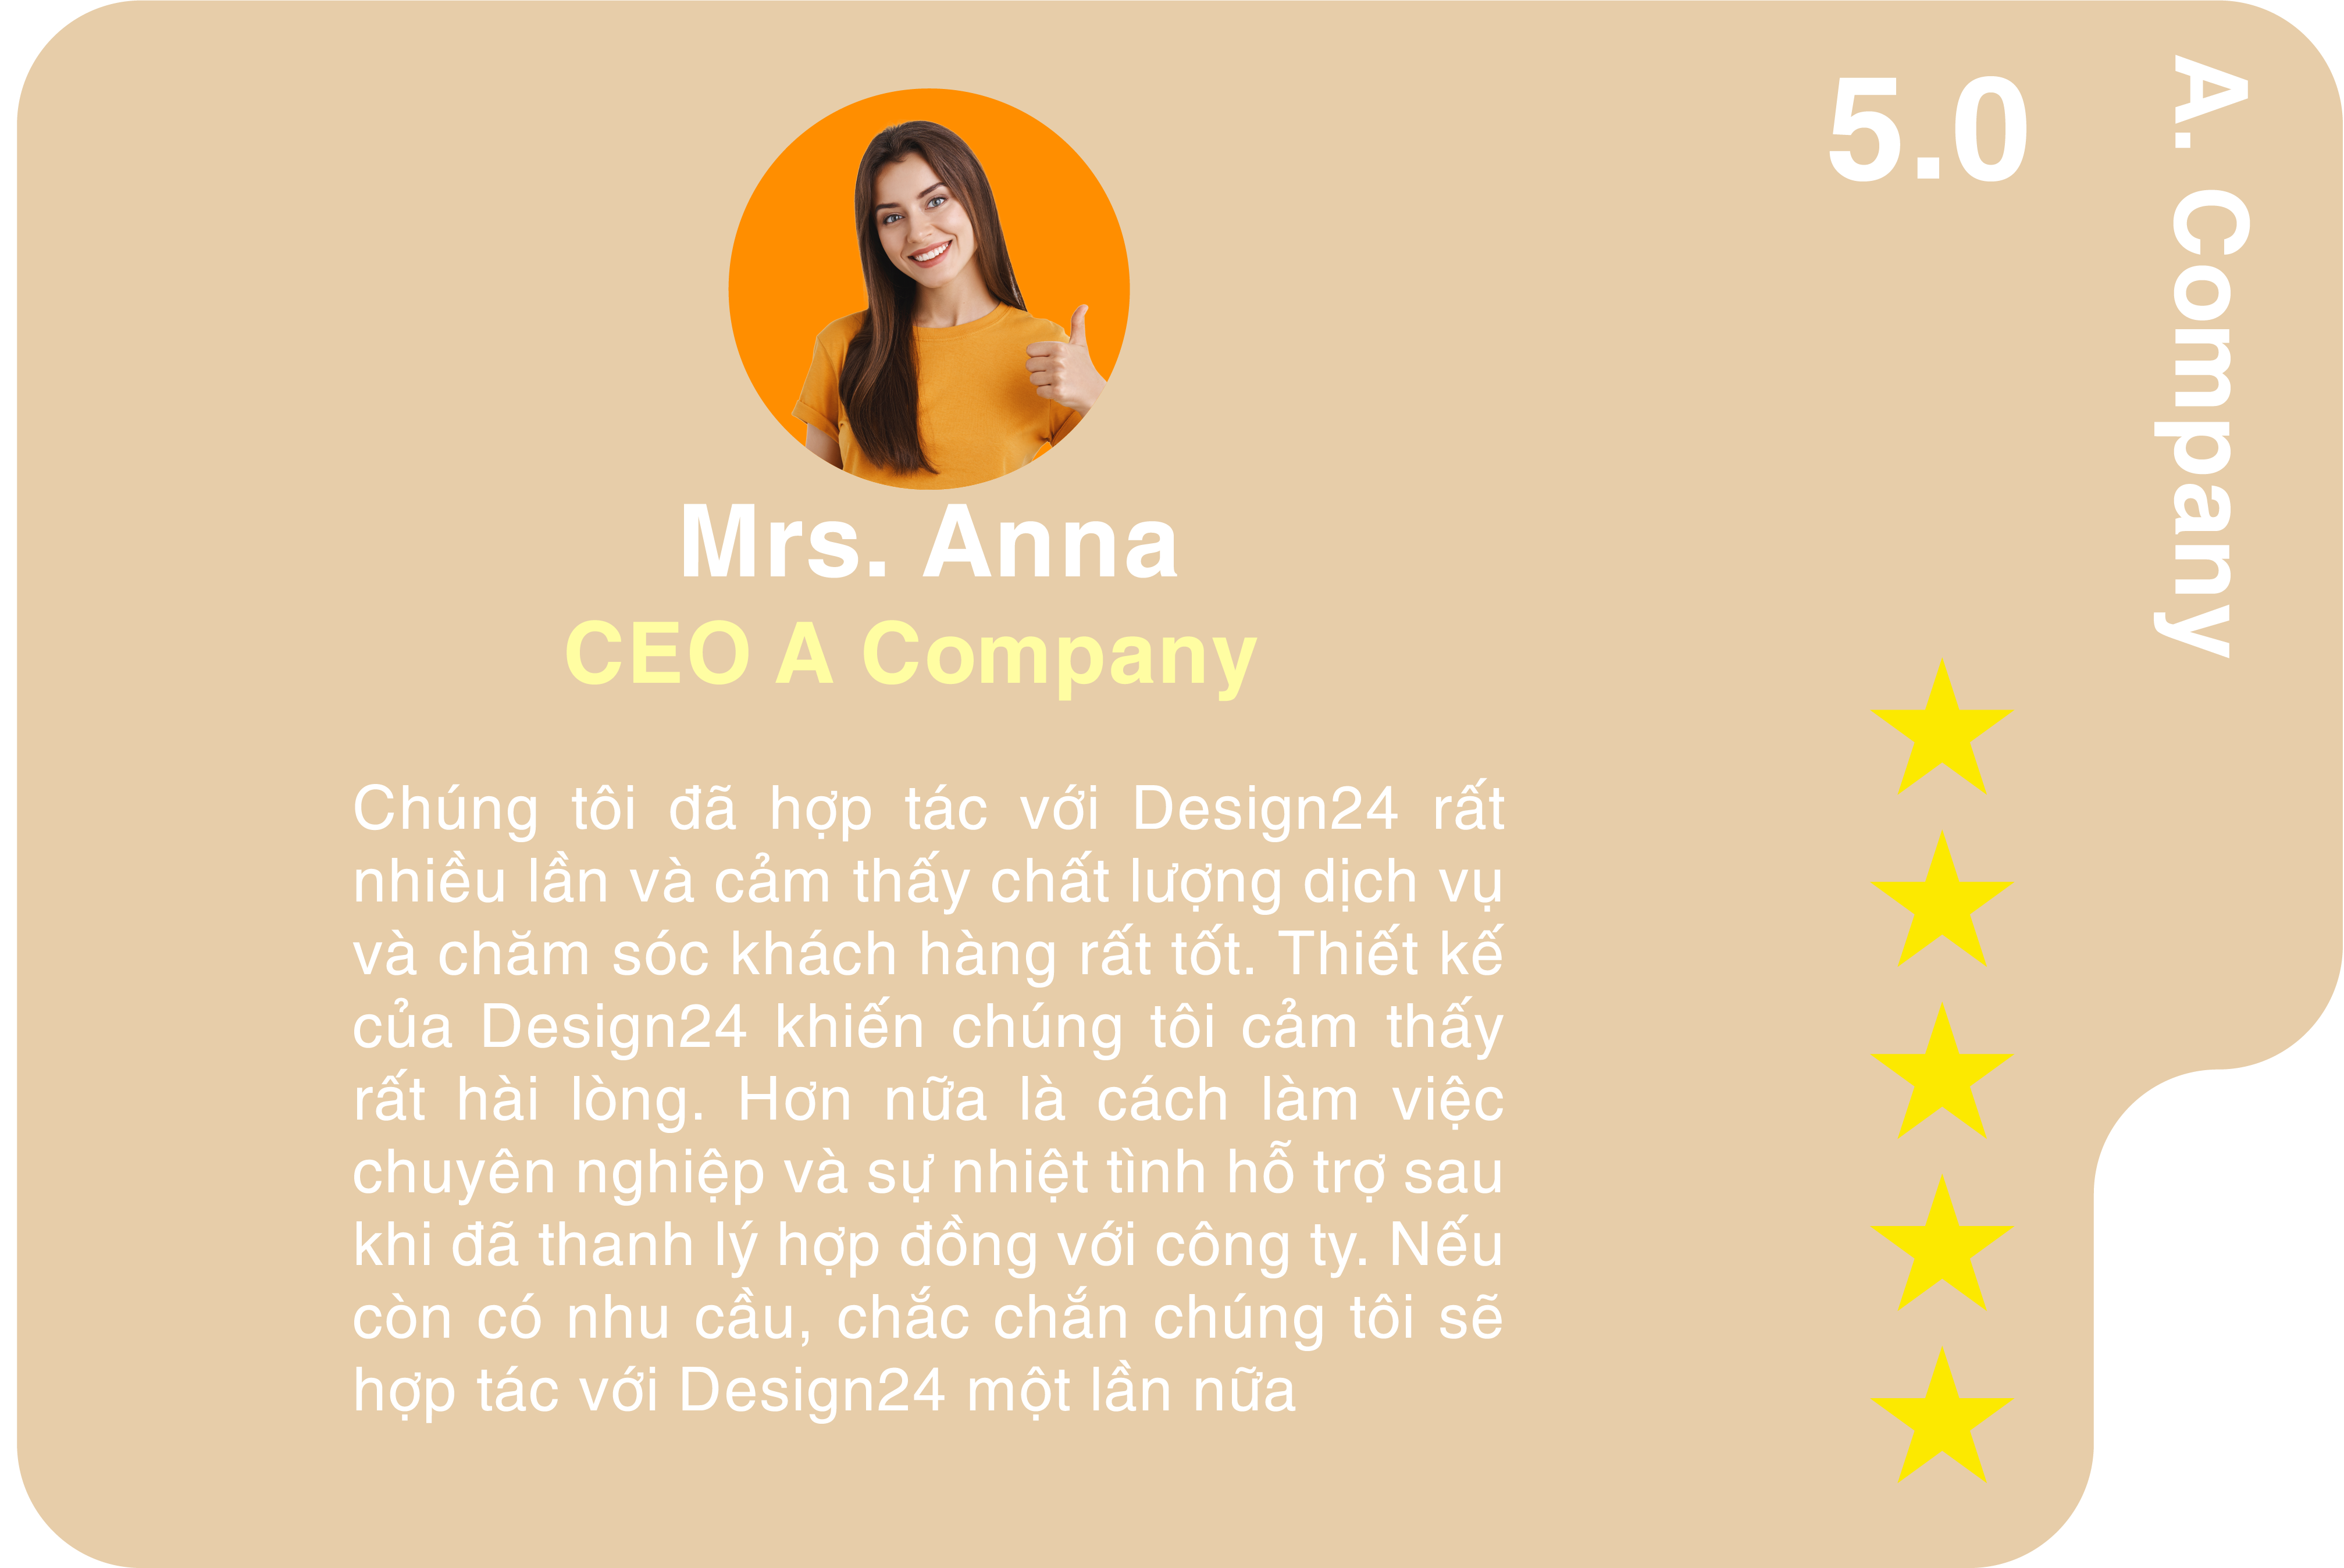 5.0
A. Company
Mrs. Anna
CEO A Company
Chúng tôi đã hợp tác với Design24 rất
nhiều lần và cảm thấy chất lượng dịch vụ
và chăm sóc khách hàng rất tốt. Thiết kế
của Design24 khiến chúng tôi cảm thấy
rất hài lòng. Hơn nữa là cách làm việc
chuyên nghiệp và sự nhiệt tình hỗ trợ sau
khi đã thanh lý hợp đồng với công ty. Nếu
còn có nhu cầu, chắc chắn chúng tôi sẽ
hợp tác với Design24 một lần nữa